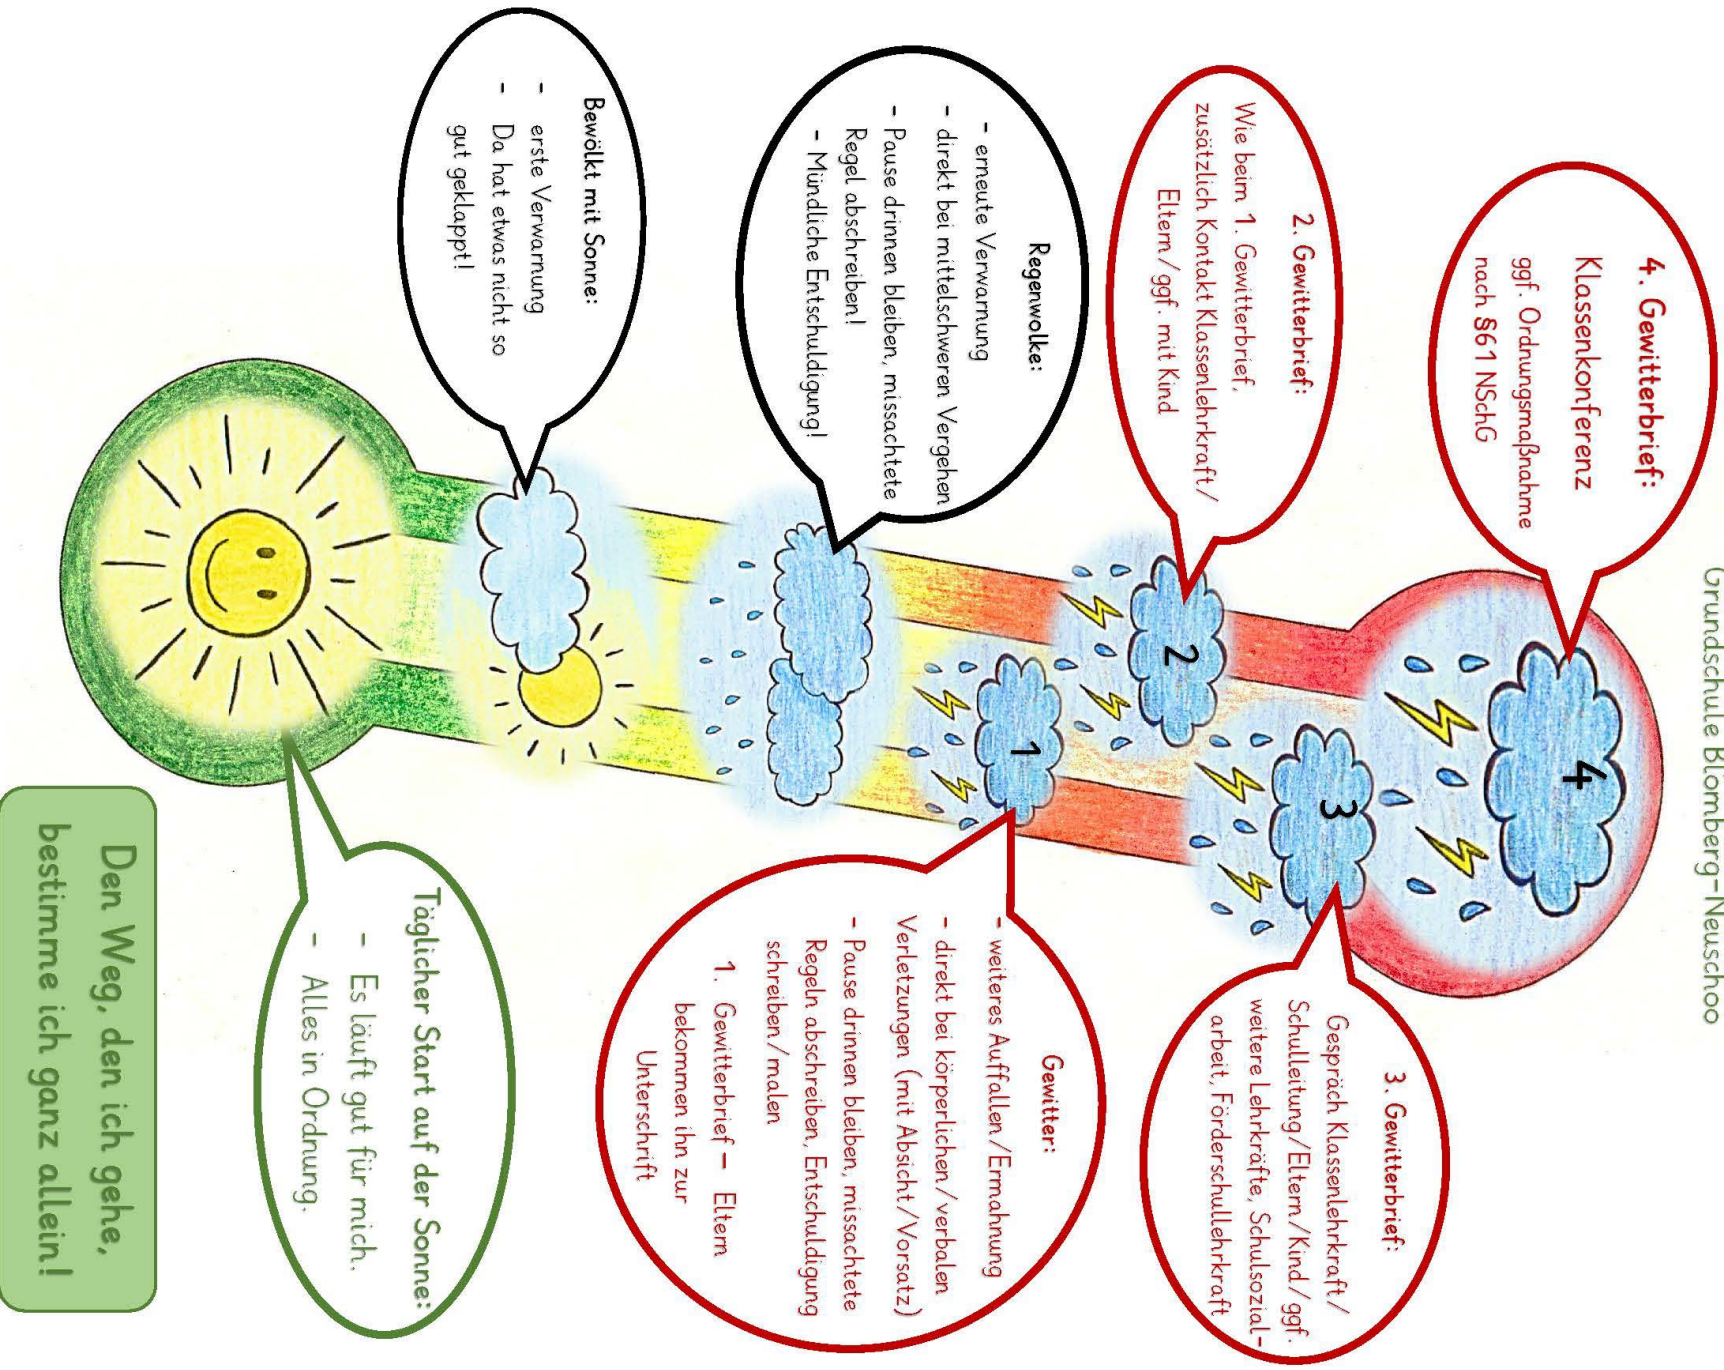 Grundschule Blomberg-Neuschoo
4. Gewitterbrief:
Klassenkonferenz
ggf. Ordnungsmaßnahme
nach §61 NSchG
4
3. Gewitterbrief:
Gespräch Klassenlehrkraft/
Schulleitung/Eltern/Kind/ggf.
weitere Lehrkräfte, Schulsozial-
arbeit, Förderschullehrkraft
3
2. Gewitterbrief:
Wie beim 1. Gewitterbrief,
zusätzlich Kontakt Klassenlehrkraft/
Eltern/ggf. mit Kind
2
Gewitter:
- weiteres Auffallen/Ermahnung
- direkt bei körperlichen/verbalen
Verletzungen (mit Absicht/Vorsatz)
- Pause drinnen bleiben, missachtete
Regeln abschreiben, Entschuldigung
schreiben/malen
1. Gewitterbrief – Eltern
bekommen ihn zur
Unterschrift
1
Regenwolke:
- erneute Verwarnung
- direkt bei mittelschweren Vergehen
- Pause drinnen bleiben, missachtete
Regel abschreiben!
- Mündliche Entschuldigung!
Bewölkt mit Sonne:
- erste Verwarnung
- Da hat etwas nicht so
gut geklappt!
Täglicher Start auf der Sonne:
- Es läuft gut für mich.
- Alles in Ordnung.
Den Weg, den ich gehe,
bestimme ich ganz allein!